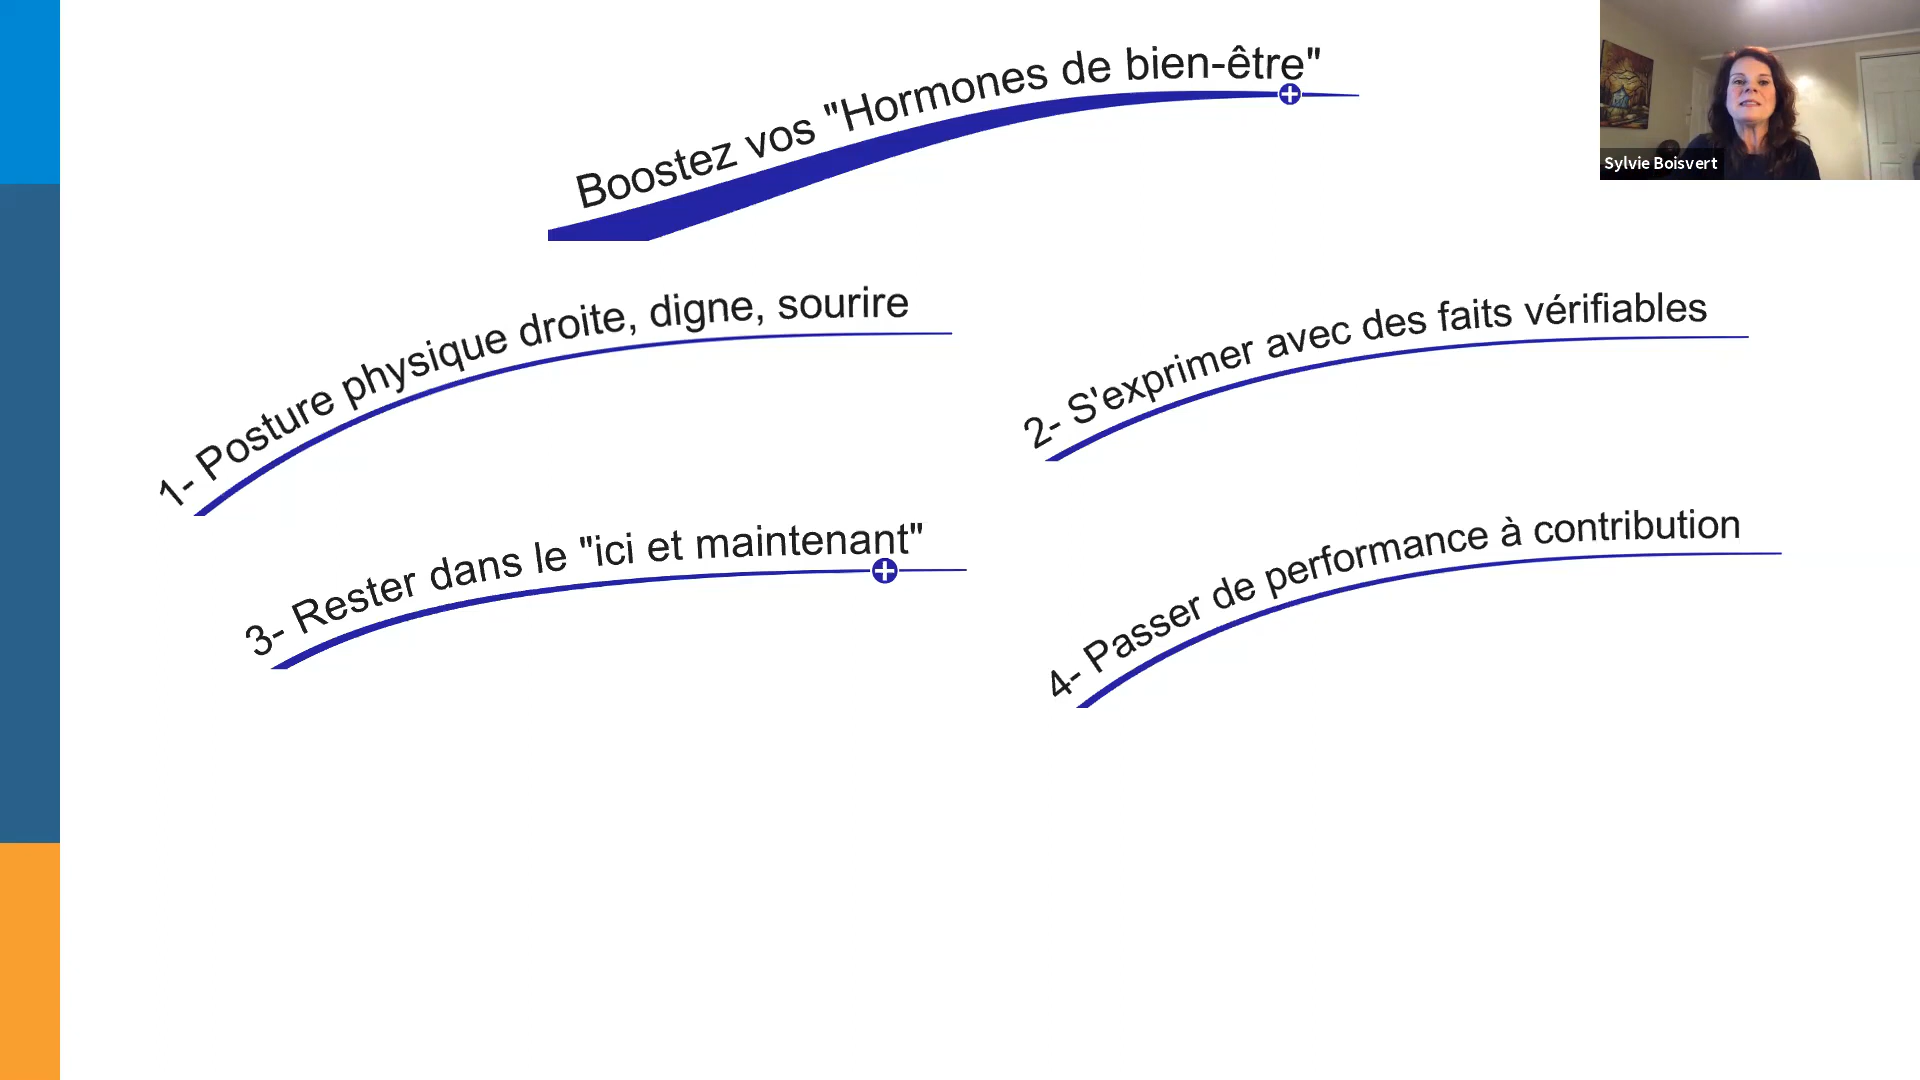 Boostez vos "Hormones de bien-être"
Sylvie Boisvert
1- Posture physique droite, digne, sourire
2- S'exprimer avec des faits vérifiables
3- Rester dans le "ici et maintenant"
4- Passer de performance à contribution